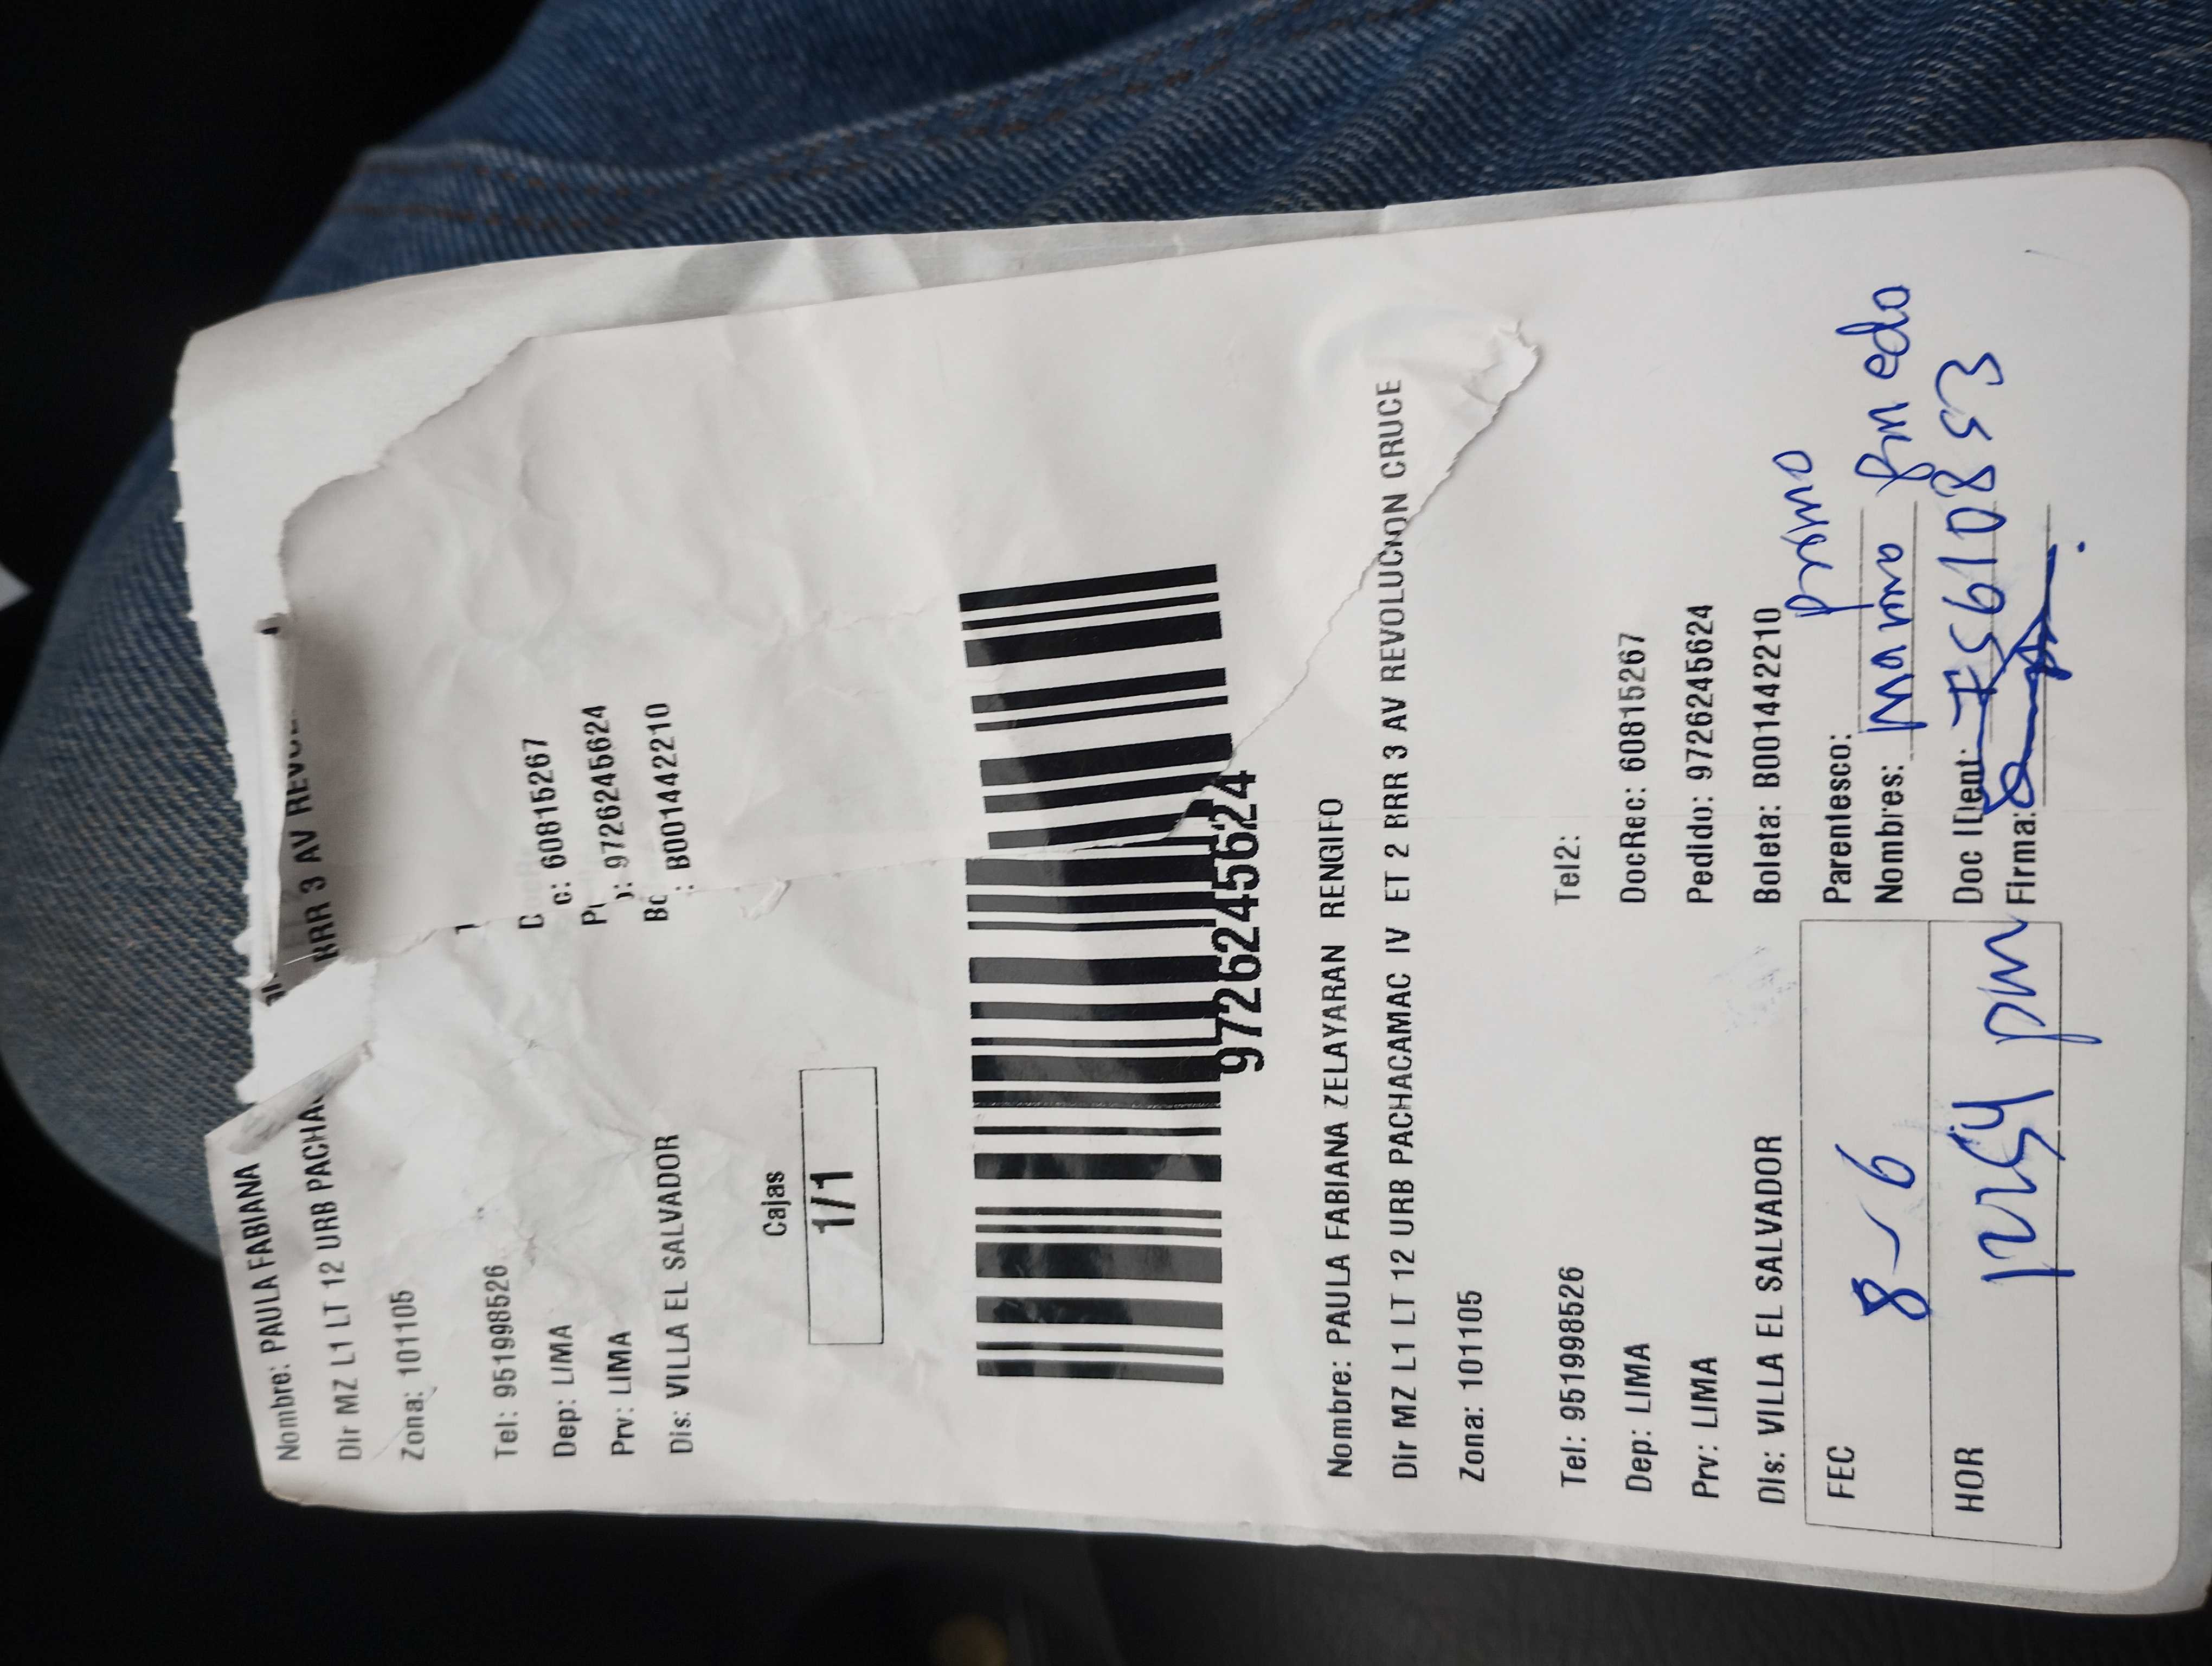 Nombre: PAULA FABIANA
Dir MZ L1 LT 12 URB PACHA
BRR 3 AV REVOL
Zona: 101105
Tel: 951998526
Dep: LIMA
c: 60815267
Prv: LIMA
: 9726245624
Dis: VILLA EL SALVADOR
: B001442210
Cajas
1/1
9726245624
Nombre: PAULA FABIANA ZELAYARAN RENGIFO
Dir MZ L1 LT 12 URB PACHACAMAC IV ET 2 BRR 3 AV REVOLUCION CRUCE
Zona: 101105
Tel: 951998526
Tel2:
Dep: LIMA
DocRec: 60815267
Prv: LIMA
Pedido: 9726245624
Dis: VILLA EL SALVADOR
Boleta: B001442210
FEC 8-6
Parentesco: primo
Nombres:
HOR 12:54 pm
Doc Ident: 75610853
Firma: